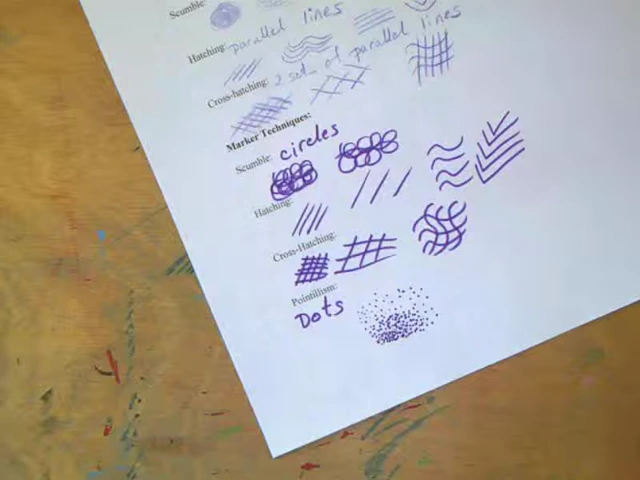 Scumble:
Hatching: parallel lines
Cross-hatching: 2 sets of parallel lines
Marker Techniques:
Scumble: circles
Hatching:
Cross-Hatching:
Pointillism:
Dots